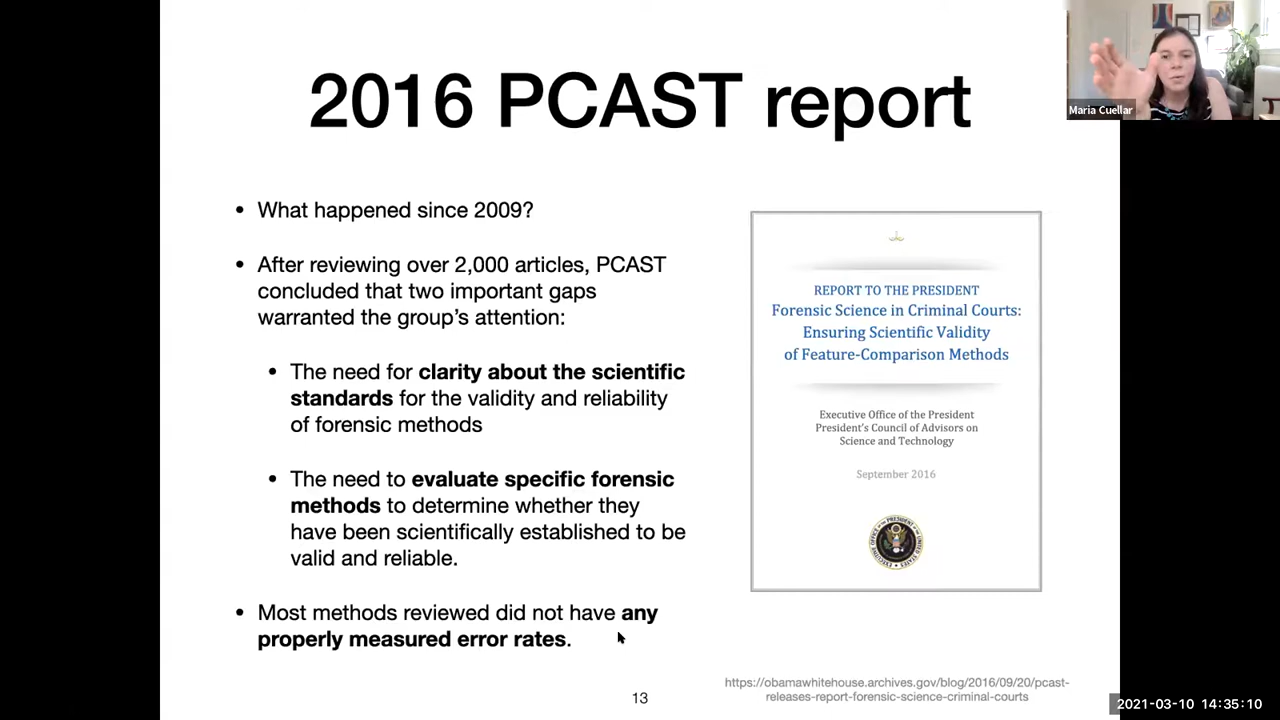 2016 PCAST report
Maria Cuellar
• What happened since 2009?
• After reviewing over 2,000 articles, PCAST
concluded that two important gaps
warranted the group's attention:
• The need for clarity about the scientific
standards for the validity and reliability
of forensic methods
• The need to evaluate specific forensic
methods to determine whether they
have been scientifically established to be
valid and reliable.
• Most methods reviewed did not have any
properly measured error rates.
REPORT TO THE PRESIDENT
Forensic Science in Criminal Courts:
Ensuring Scientific Validity
of Feature-Comparison Methods
Executive Office of the President
President's Council of Advisors on
Science and Technology
September 2016
https://obamawhitehouse.archives.gov/blog/2016/09/20/pcast-
releases-report-forensic-science-criminal-courts
13
2021-03-10 14:35:10